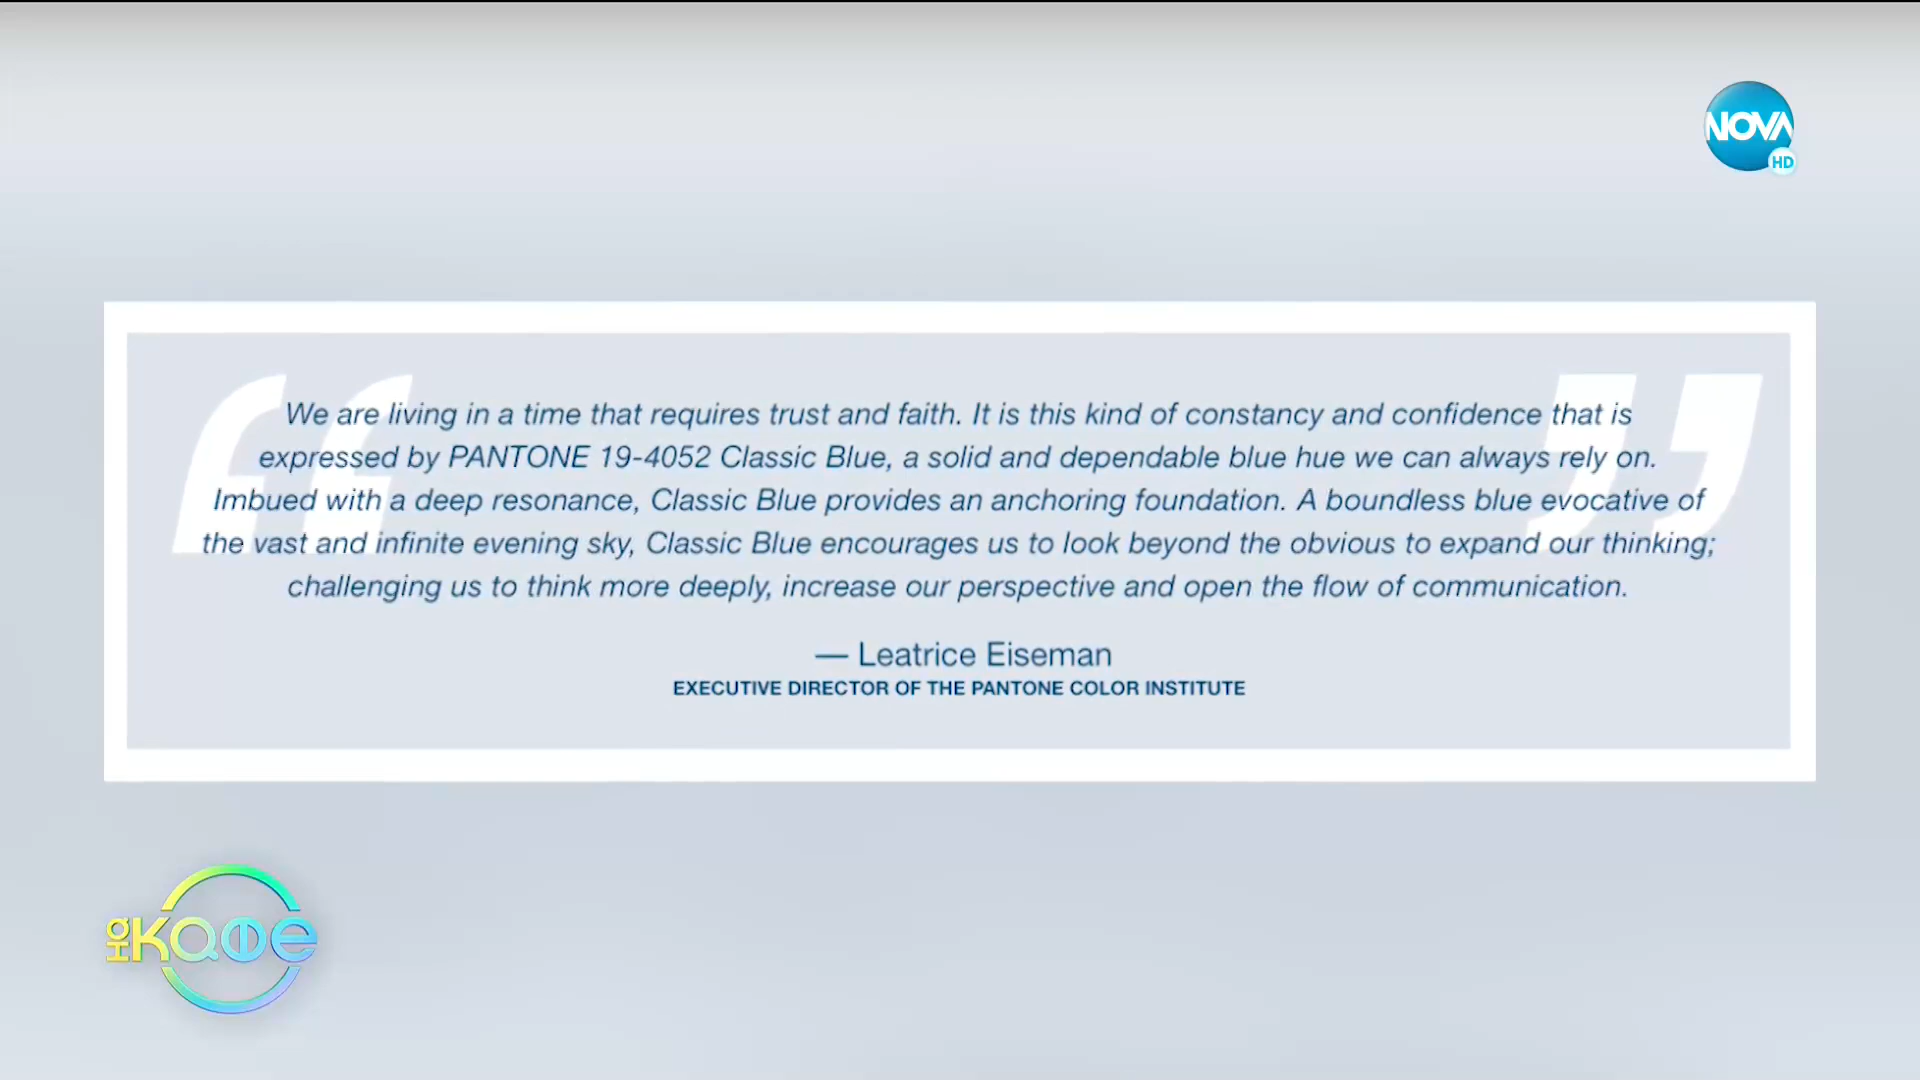 NOVA
HD
We are living in a time that requires trust and faith. It is this kind of constancy and confidence that is
expressed by PANTONE 19-4052 Classic Blue, a solid and dependable blue hue we can always rely on.
Imbued with a deep resonance, Classic Blue provides an anchoring foundation. A boundless blue evocative of
the vast and infinite evening sky, Classic Blue encourages us to look beyond the obvious to expand our thinking;
challenging us to think more deeply, increase our perspective and open the flow of communication.
— Leatrice Eiseman
EXECUTIVE DIRECTOR OF THE PANTONE COLOR INSTITUTE
на кафе